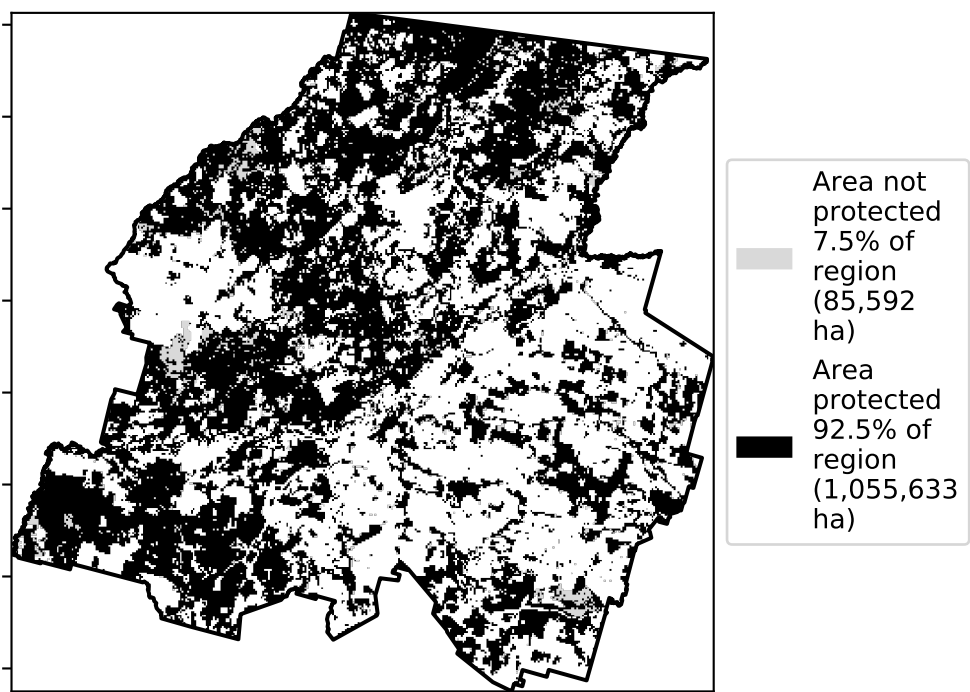 Area not
protected
7.5% of
region
(85,592
ha)
Area
protected
92.5% of
region
(1,055,633
ha)